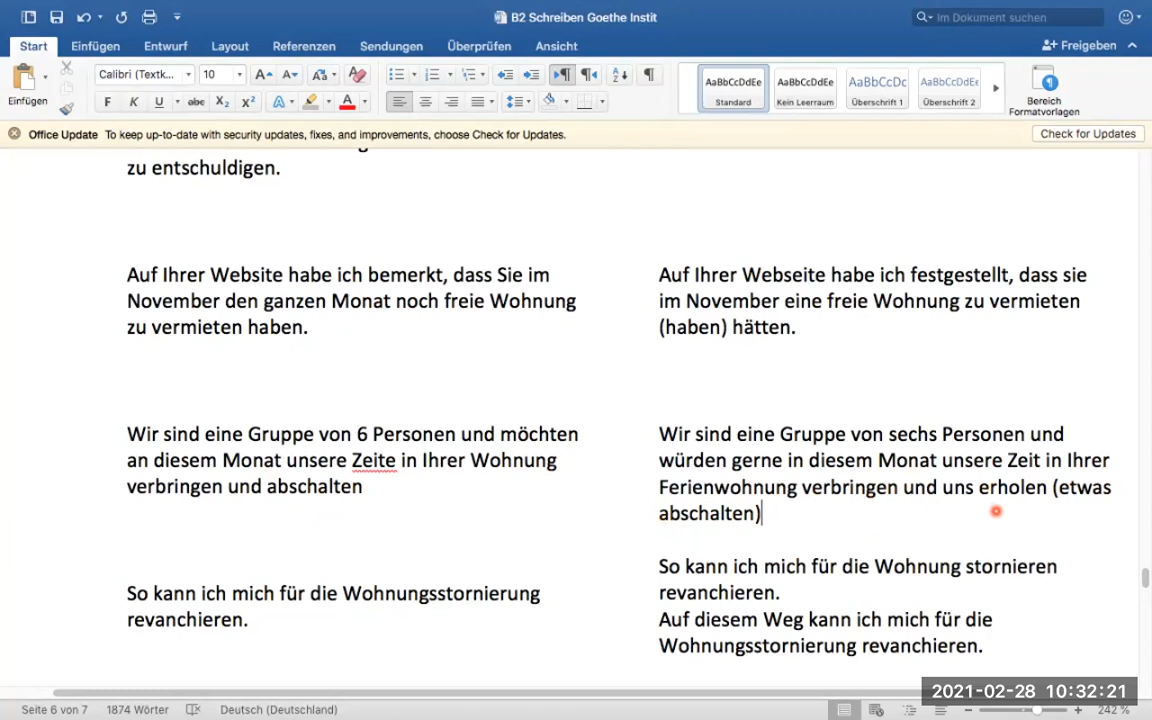 B2 Schreiben Goethe Instit
Im Dokument suchen
Start Einfügen Entwurf Layout Referenzen Sendungen Überprüfen Ansicht
Freigeben
Calibri (Textk... 10
AaBbCcDdEe AaBbCcDdEe AaBbCcDc AaBbCcDdEe
Einfügen
F K U abc X₂ X² A A
Standard Kein Leerraum Überschrift 1 Überschrift 2
Bereich
Formatvorlagen
Office Update To keep up-to-date with security updates, fixes, and improvements, choose Check for Updates.
Check for Updates
zu entschuldigen.
Auf Ihrer Website habe ich bemerkt, dass Sie im
November den ganzen Monat noch freie Wohnung
zu vermieten haben.
Auf Ihrer Webseite habe ich festgestellt, dass sie
im November eine freie Wohnung zu vermieten
(haben) hätten.
Wir sind eine Gruppe von 6 Personen und möchten
an diesem Monat unsere Zeite in Ihrer Wohnung
verbringen und abschalten
Wir sind eine Gruppe von sechs Personen und
würden gerne in diesem Monat unsere Zeit in Ihrer
Ferienwohnung verbringen und uns erholen (etwas
abschalten)
So kann ich mich für die Wohnungsstornierung
revanchieren.
So kann ich mich für die Wohnung stornieren
revanchieren.
Auf diesem Weg kann ich mich für die
Wohnungsstornierung revanchieren.
2021-02-28 10:32:21
Seite 6 von 7 1874 Wörter Deutsch (Deutschland)
242 %